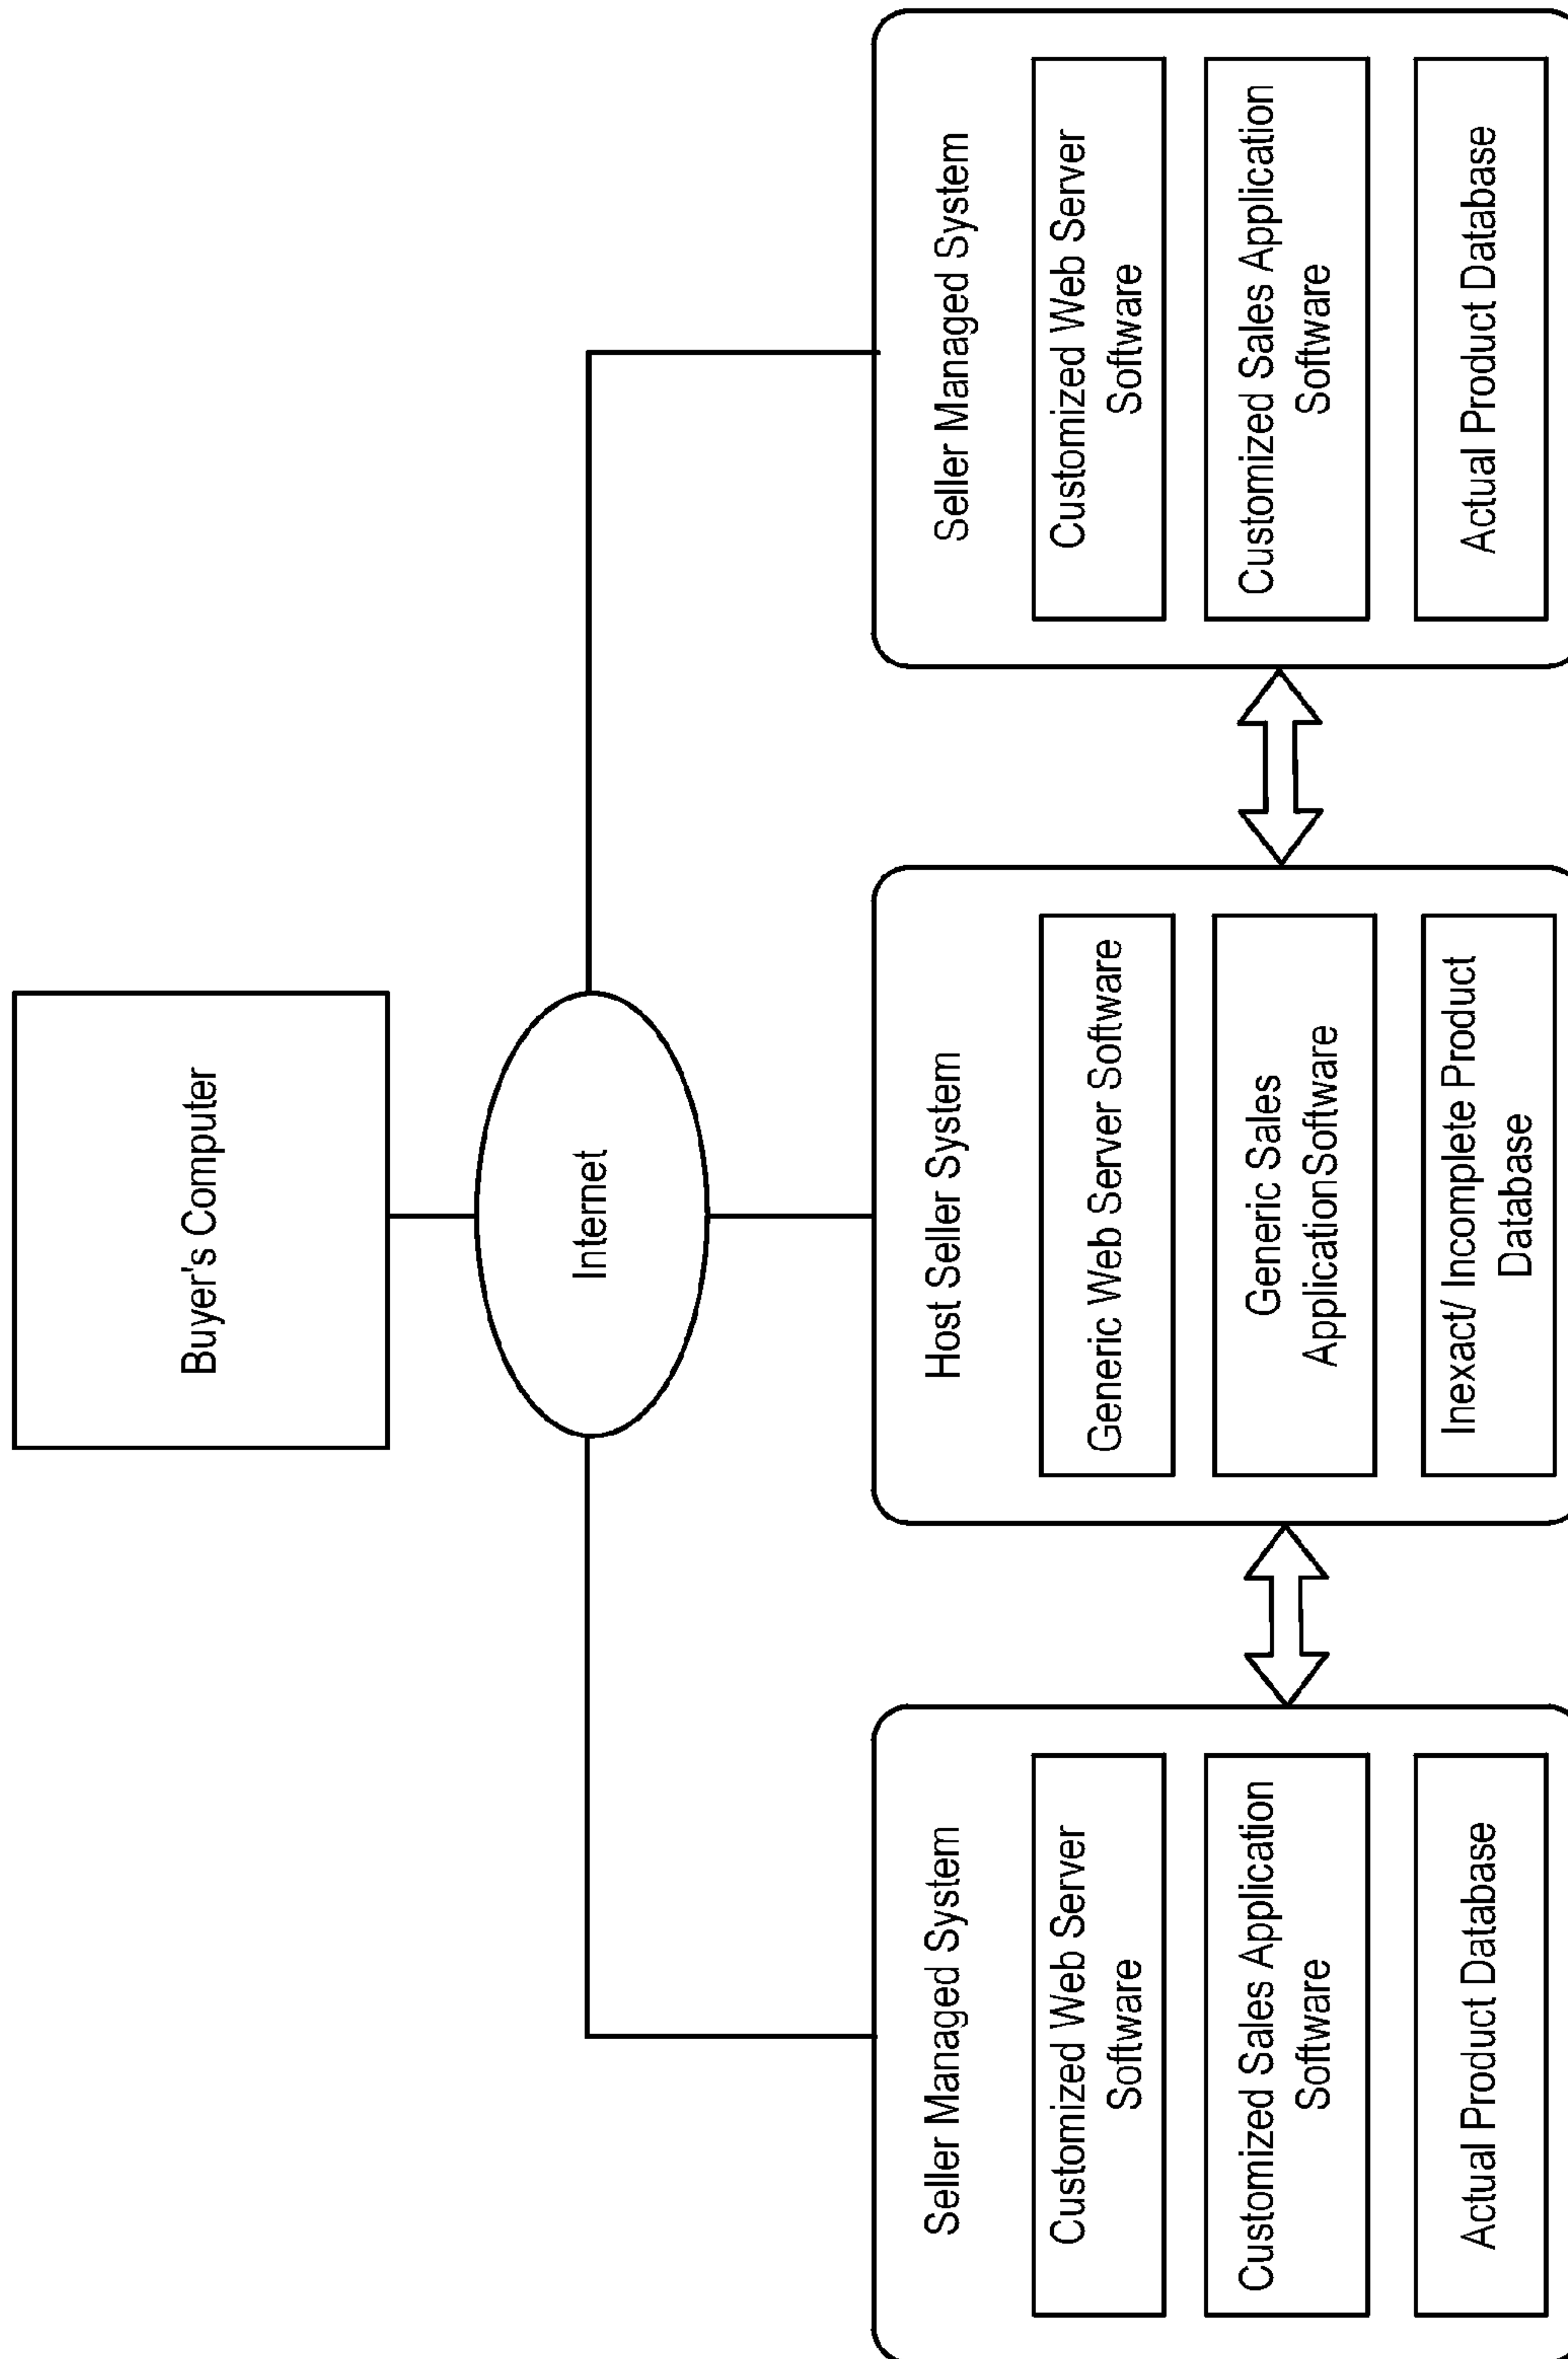 Buyer's Computer
Internet
Seller Managed System
Customized Web Server
Software
Customized Sales Application
Software
Actual Product Database
Host Seller System
Generic Web Server Software
Generic Sales
ApplicationSoftware
Inexact/ Incomplete Product
Database
Seller Managed System
Customized Web Server
Software
Customized Sales Application
Software
Actual Product Database